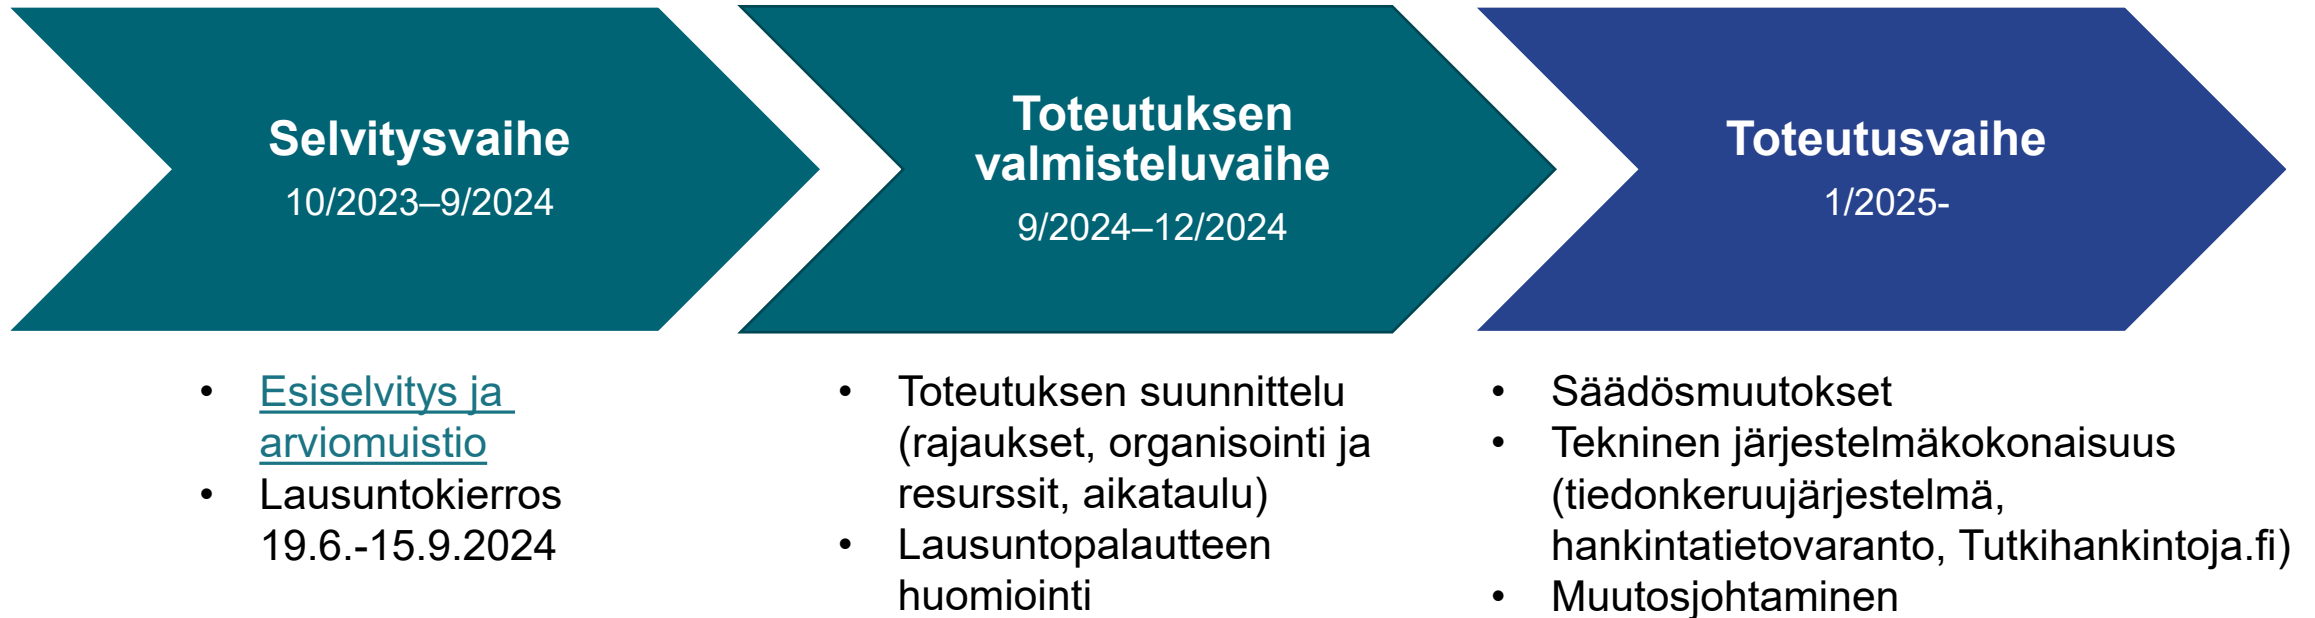 Selvitysvaihe
10/2023–9/2024
Toteutuksen
valmisteluvaihe
9/2024–12/2024
Toteutusvaihe
1/2025-
• Esiselvitys ja
arviomuistio
• Lausuntokierros
19.6.-15.9.2024
• Toteutuksen suunnittelu
(rajaukset, organisointi ja
resurssit, aikataulu)
• Lausuntopalautteen
huomiointi
• Säädösmuutokset
• Tekninen järjestelmäkokonaisuus
(tiedonkeruujärjestelmä,
hankintatietovaranto, Tutkihankintoja.fi)
• Muutosjohtaminen